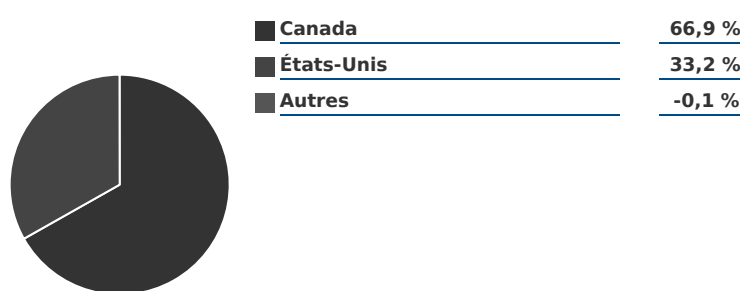 Canada 66,9 %
États-Unis 33,2 %
Autres -0,1 %